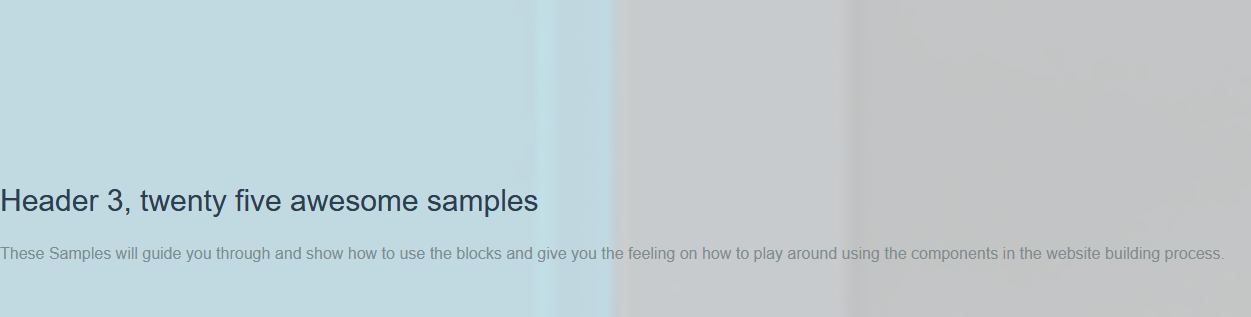 Header 3, twenty five awesome samples
These Samples will guide you through and show how to use the blocks and give you the feeling on how to play around using the components in the website building process.